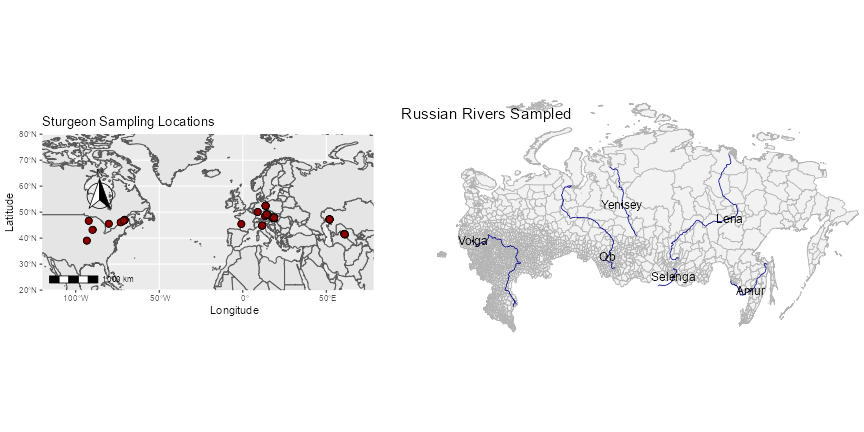 Sturgeon Sampling Locations
80°N
70°N
60°N
50°N
40°N
30°N
20°N
Latitude
1000 km
100°W
50°W
0°
50°E
Longitude
Russian Rivers Sampled
Yenisey
Lena
Volga
Ob
Selenga
Amur